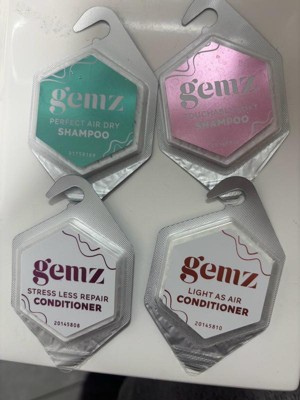 gemz
PERFECT AIR DRY
SHAMPOO
gemz
SHAMPOO
gemz
STRESS LESS REPAIR
CONDITIONER
20145808
gemz
LIGHT AS AIR
CONDITIONER
20145810